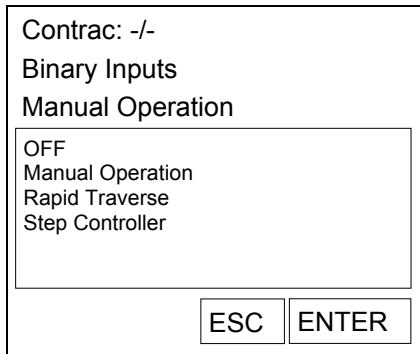 Contrac: -/-
Binary Inputs
Manual Operation
OFF
Manual Operation
Rapid Traverse
Step Controller
ESC ENTER